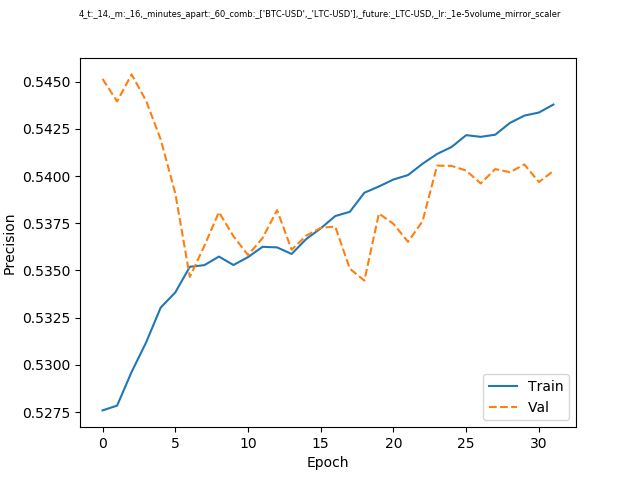 4_t:_14,_m:_16,_minutes_apart:_60_comb:_['BTC-USD',_'LTC-USD'],_future:_LTC-USD,_lr:_1e-5volume_mirror_scaler
0.5450
0.5425
0.5400
0.5375
0.5350
0.5325
0.5300
0.5275
Precision
0 5 10 15 20 25 30
Epoch
Train
Val